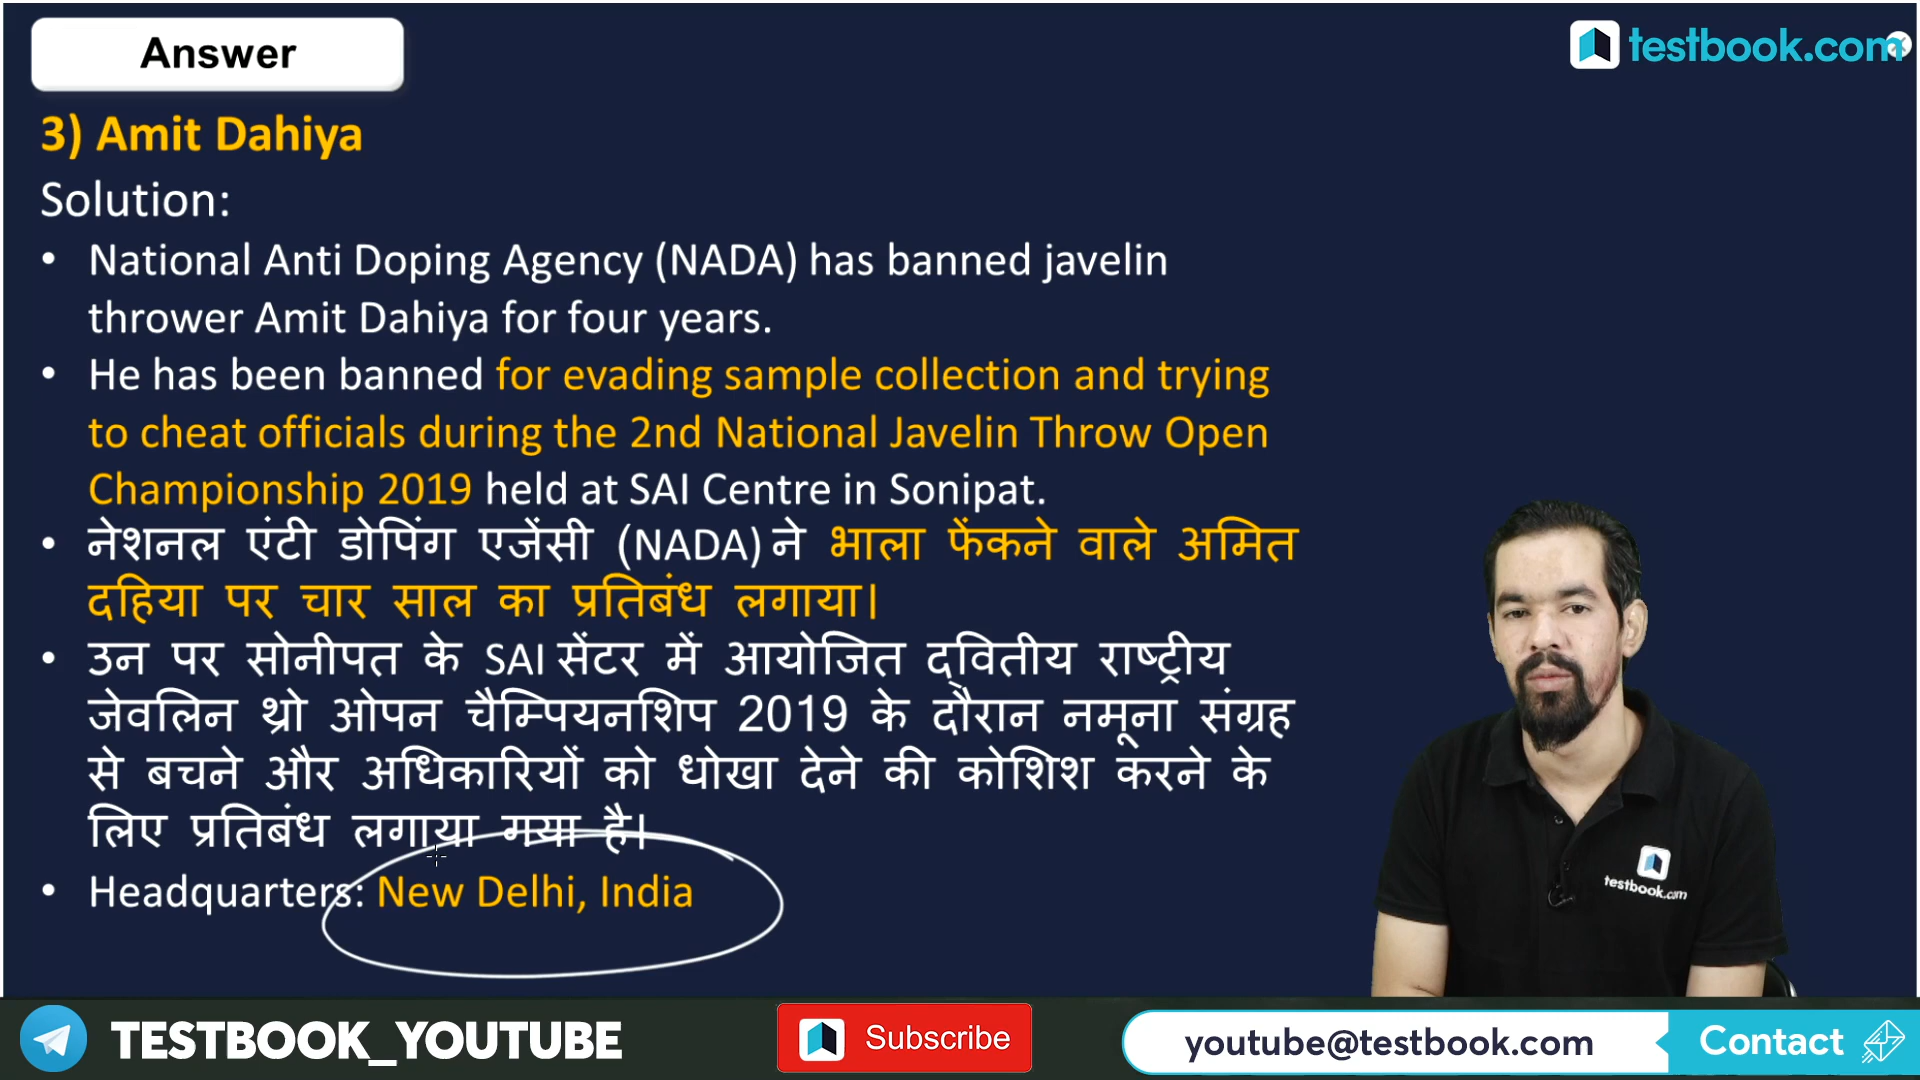 Answer
testbook.com
3) Amit Dahiya
Solution:
• National Anti Doping Agency (NADA) has banned javelin
thrower Amit Dahiya for four years.
• He has been banned for evading sample collection and trying
to cheat officials during the 2nd National Javelin Throw Open
Championship 2019 held at SAI Centre in Sonipat.
• नेशनल एंटी डोपिंग एजेंसी (NADA) ने भाला फेंकने वाले अमित
दहिया पर चार साल का प्रतिबंध लगाया।
• उन पर सोनीपत के SAI सेंटर में आयोजित द्वितीय राष्ट्रीय
जेवलिन थ्रो ओपन चैम्पियनशिप 2019 के दौरान नमूना संग्रह
से बचने और अधिकारियों को धोखा देने की कोशिश करने के
लिए प्रतिबंध लगाया गया है।
• Headquarters: New Delhi, India
testbook.com
TESTBOOK_YOUTUBE
Subscribe
youtube@testbook.com
Contact